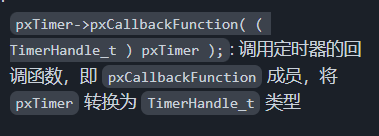 pxTimer->pxCallbackFunction( (
TimerHandle_t ) pxTimer ); : 调用定时器的回
调函数，即 pxCallbackFunction 成员，将
pxTimer 转换为 TimerHandle_t 类型